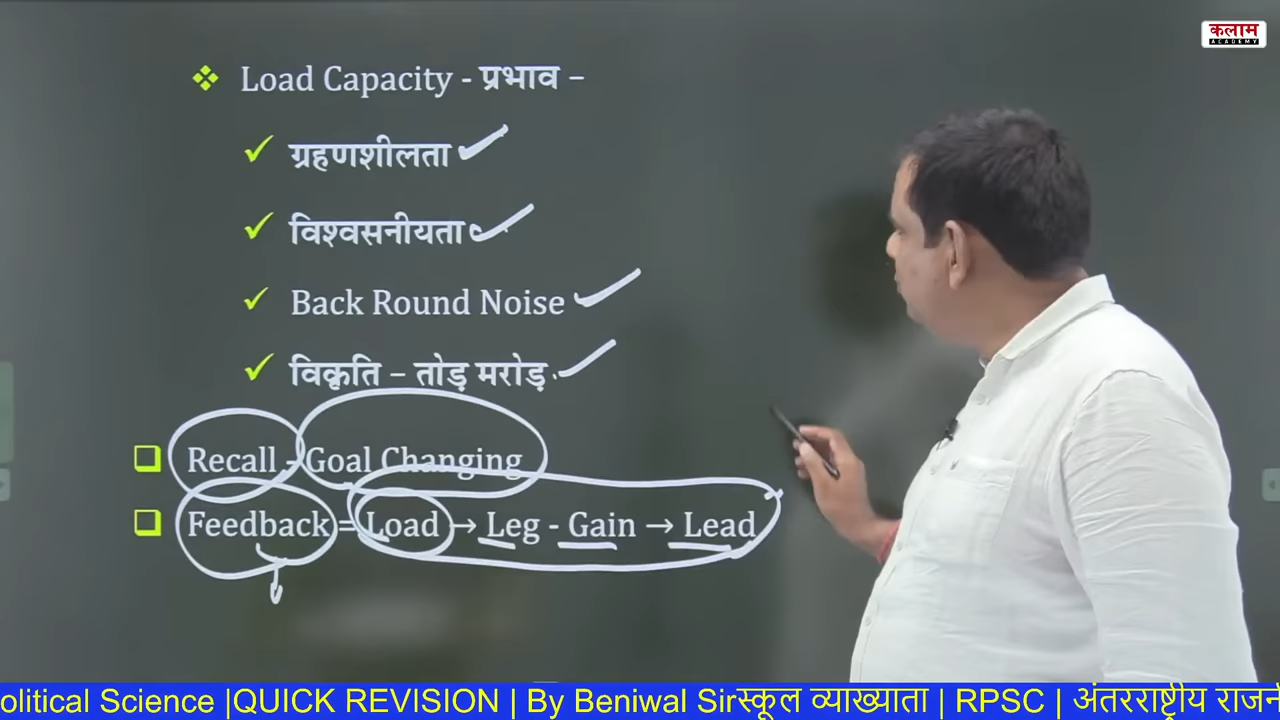 कलाम
ACADEMY
❖ Load Capacity - प्रभाव –
✓ ग्रहणशीलता
✓ विश्वसनीयता
✓ Back Round Noise
✓ विकृति – तोड़ मरोड़
❑ Recall - Goal Changing
❑ Feedback = Load → Leg - Gain → Lead
olitical Science |QUICK REVISION | By Beniwal Sirस्कूल व्याख्याता | RPSC | अंतरराष्ट्रीय राजन